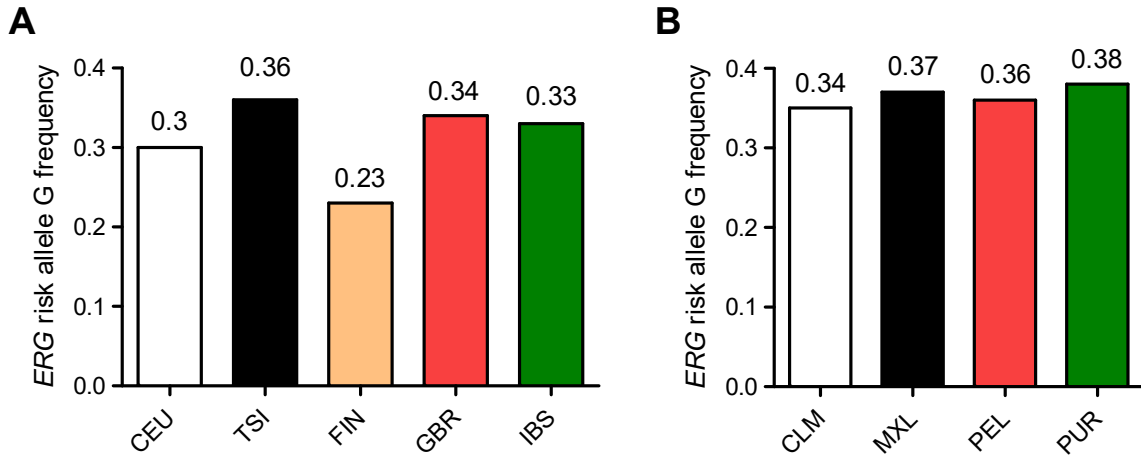 A
ERG risk allele G frequency
0.4
0.3
0.2
0.1
0.0
0.3
0.36
0.23
0.34
0.33
CEU
TSI
FIN
GBR
IBS
B
ERG risk allele G frequency
0.4
0.3
0.2
0.1
0.0
0.34
0.37
0.36
0.38
CLM
MXL
PEL
PUR